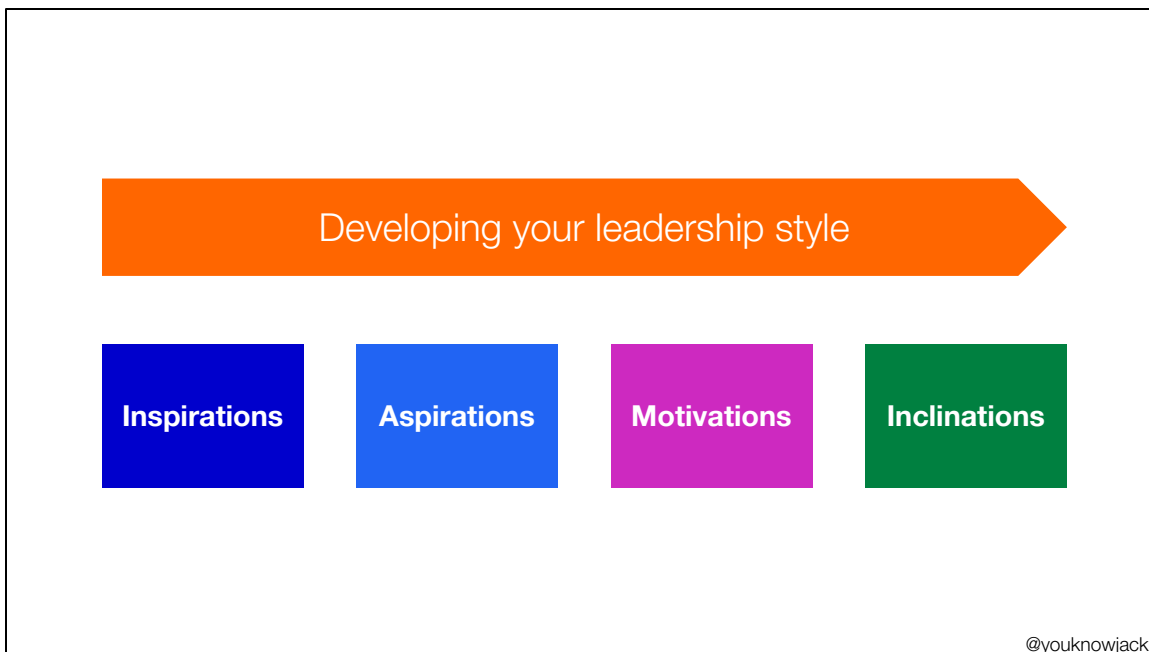 Developing your leadership style
Inspirations
Aspirations
Motivations
Inclinations
@youknowjack